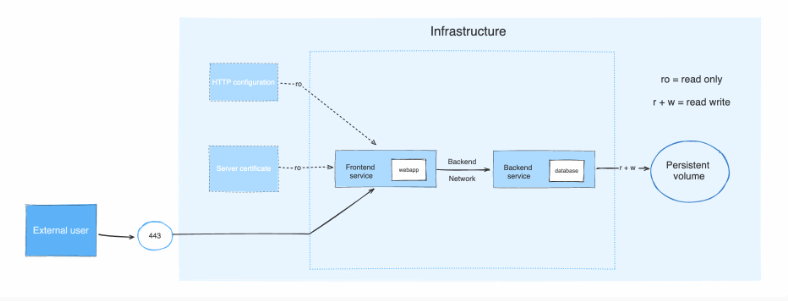 Infrastructure
HTTP configuration
ro
ro = read only
r + w = read write
Server certificate
ro
Frontend
service
webapp
Backend
Network
Backend
service
database
r + w
Persistent
volume
External user
443